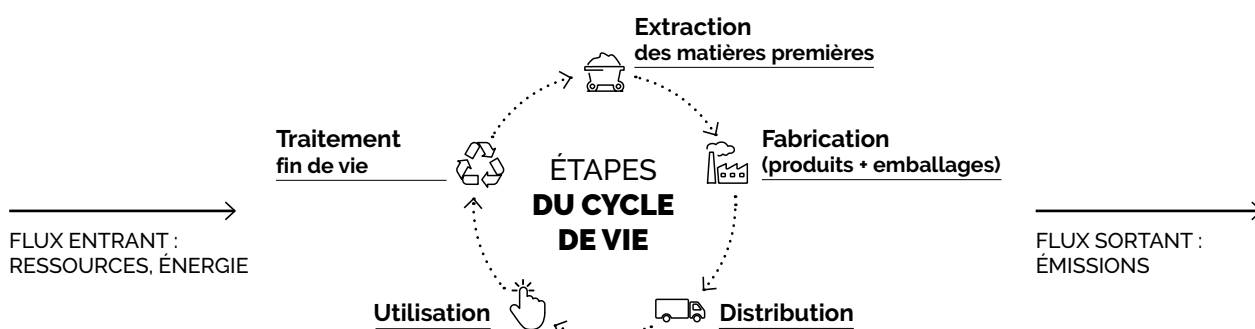 Extraction
des matières premières
Traitement
fin de vie
Fabrication
(produits + emballages)
ÉTAPES
DU CYCLE
DE VIE
FLUX ENTRANT :
RESSOURCES, ÉNERGIE
FLUX SORTANT :
ÉMISSIONS
Utilisation
Distribution